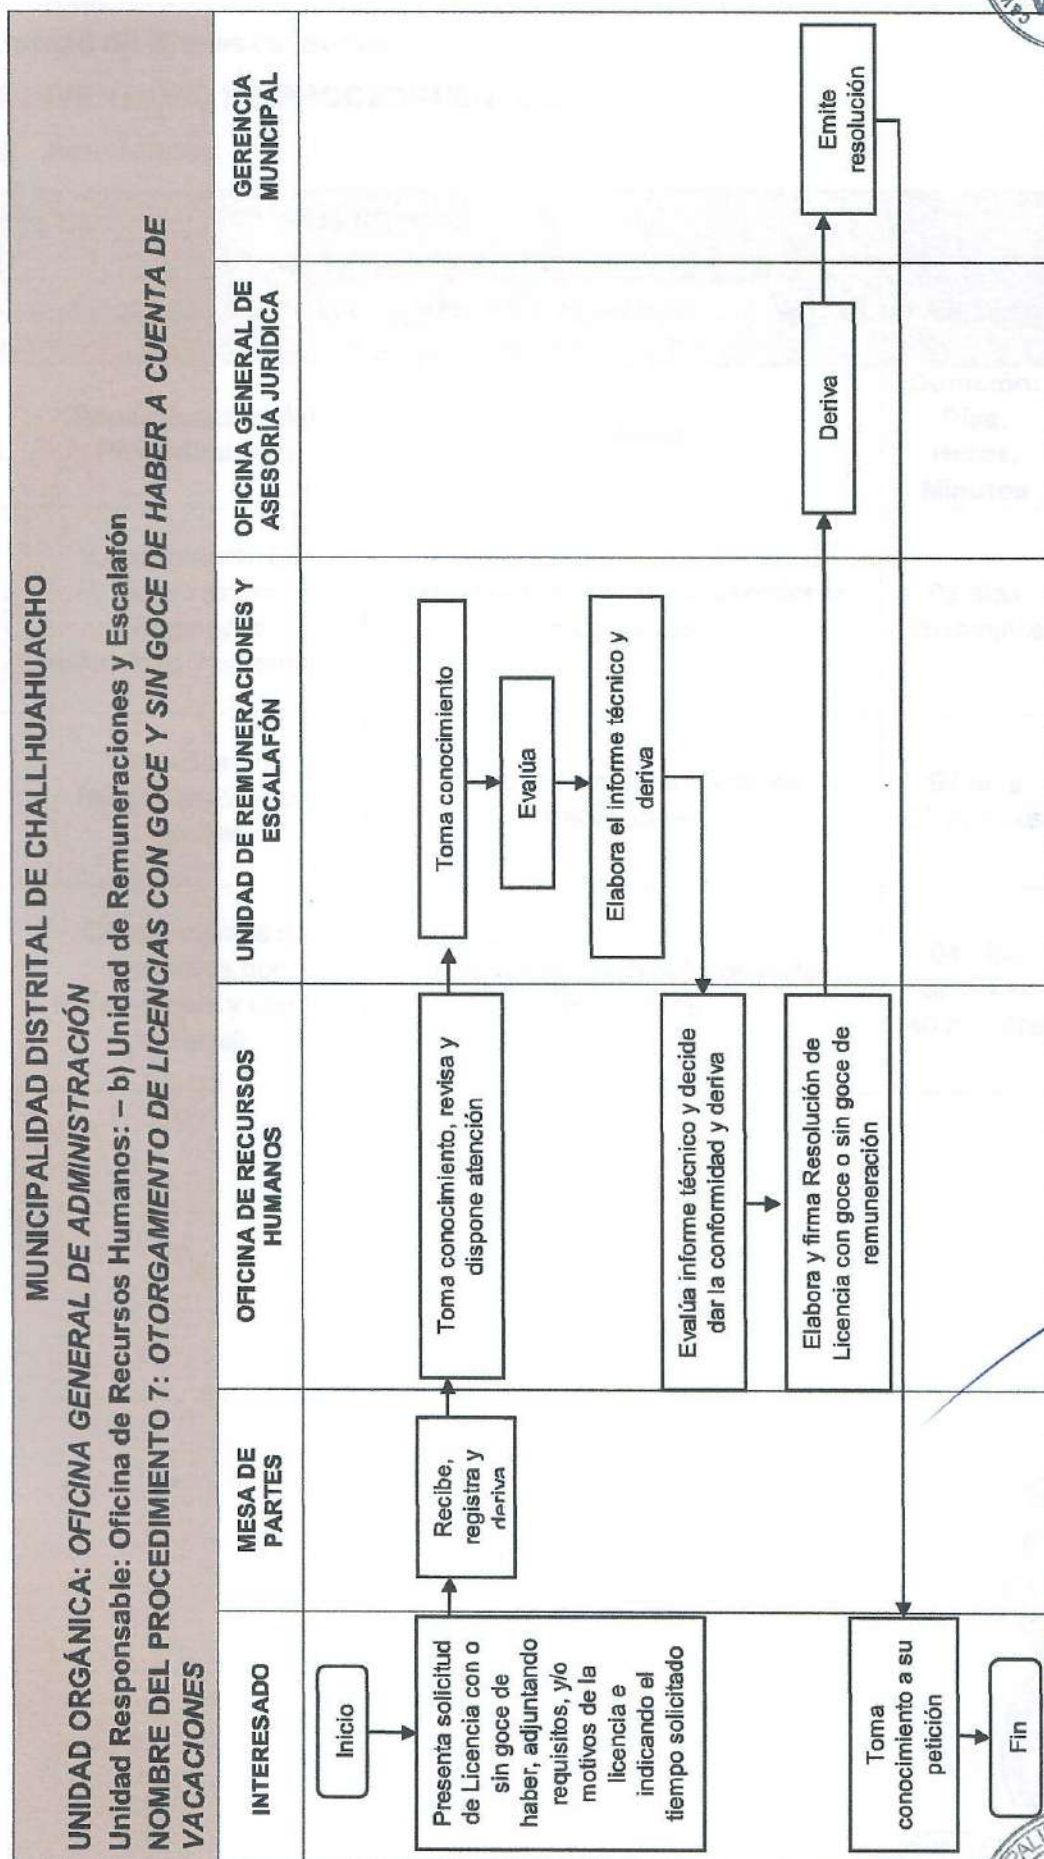 MUNICIPALIDAD DISTRITAL DE CHALLHUAHUACHO
UNIDAD ORGÁNICA: OFICINA GENERAL DE ADMINISTRACIÓN
Unidad Responsable: Oficina de Recursos Humanos: – b) Unidad de Remuneraciones y Escalafón
NOMBRE DEL PROCEDIMIENTO 7: OTORGAMIENTO DE LICENCIAS CON GOCE Y SIN GOCE DE HABER A CUENTA DE
VACACIONES
INTERESADO
MESA DE
PARTES
OFICINA DE RECURSOS
HUMANOS
UNIDAD DE REMUNERACIONES Y
ESCALAFÓN
OFICINA GENERAL DE
ASESORÍA JURÍDICA
GERENCIA
MUNICIPAL
Inicio
Presenta solicitud
de Licencia con o
sin goce de
haber, adjuntando
requisitos, y/o
motivos de la
licencia e
indicando el
tiempo solicitado
Recibe,
registra y
deriva
Toma conocimiento, revisa y
dispone atención
Toma conocimiento
Evalúa
Elabora el informe técnico y
deriva
Evalúa informe técnico y decide
dar la conformidad y deriva
Elabora y firma Resolución de
Licencia con goce o sin goce de
remuneración
Deriva
Emite
resolución
Toma
conocimiento a su
petición
Fin